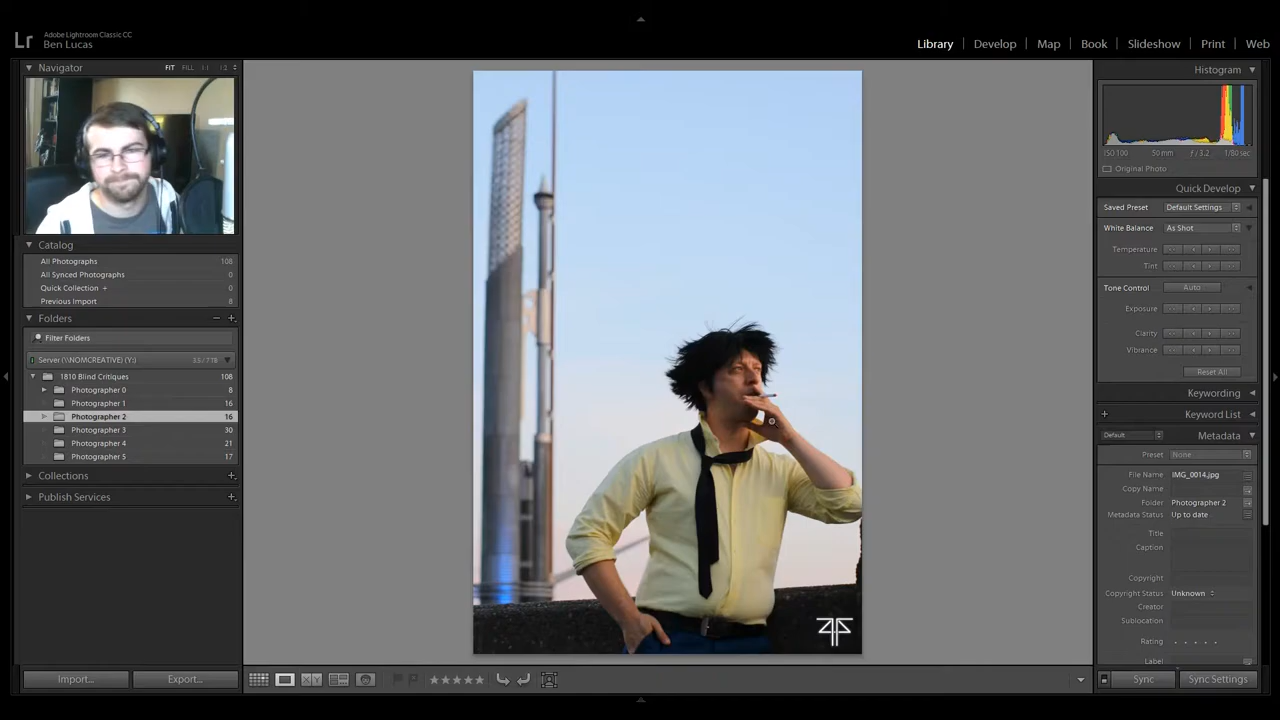 Lr
Adobe Lightroom Classic CC
Ben Lucas
Library | Develop | Map | Book | Slideshow | Print | Web
Navigator
FIT FILL 1:1
Catalog
All Photographs 108
All Synced Photographs 0
Quick Collection + 0
Previous Import 8
Folders
Filter Folders
Server (\\NOMCREATIVE) (Y:)
1810 Blind Critiques 108
Photographer 0 8
Photographer 1 16
Photographer 2 16
Photographer 3 30
Photographer 4 21
Photographer 5 17
Collections
Publish Services
Import...
Export...
Histogram
ISO 100 50 mm ƒ / 3.2 1/80 sec
Original Photo
Quick Develop
Saved Preset Default Settings
White Balance As Shot
Temperature
Tint
Tone Control Auto
Exposure
Clarity
Vibrance
Reset All
Keywording
Keyword List
Default Metadata
Preset None
File Name IMG_0014.jpg
Copy Name
Folder Photographer 2
Metadata Status Up to date
Title
Caption
Copyright
Copyright Status Unknown
Creator
Sublocation
Rating
Label
Sync
Sync Settings